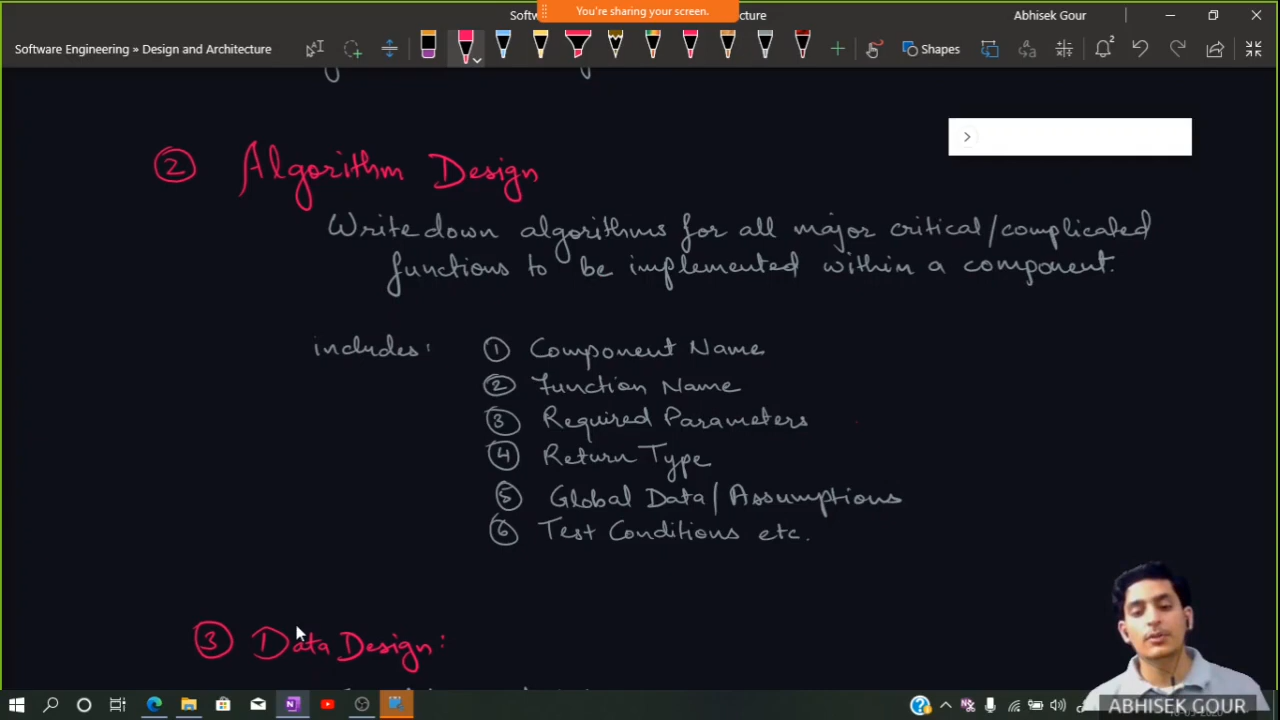 You're sharing your screen.
Softw
cture
Abhisek Gour
Software Engineering » Design and Architecture
Shapes
2 Algorithm Design
Write down algorithms for all major critical/complicated
functions to be implemented within a component.
includes:
1 Component Name
2 Function Name
3 Required Parameters
4 Return Type
5 Global Data/Assumptions
6 Test Conditions etc.
3 Data Design:
ABHISEK GOUR